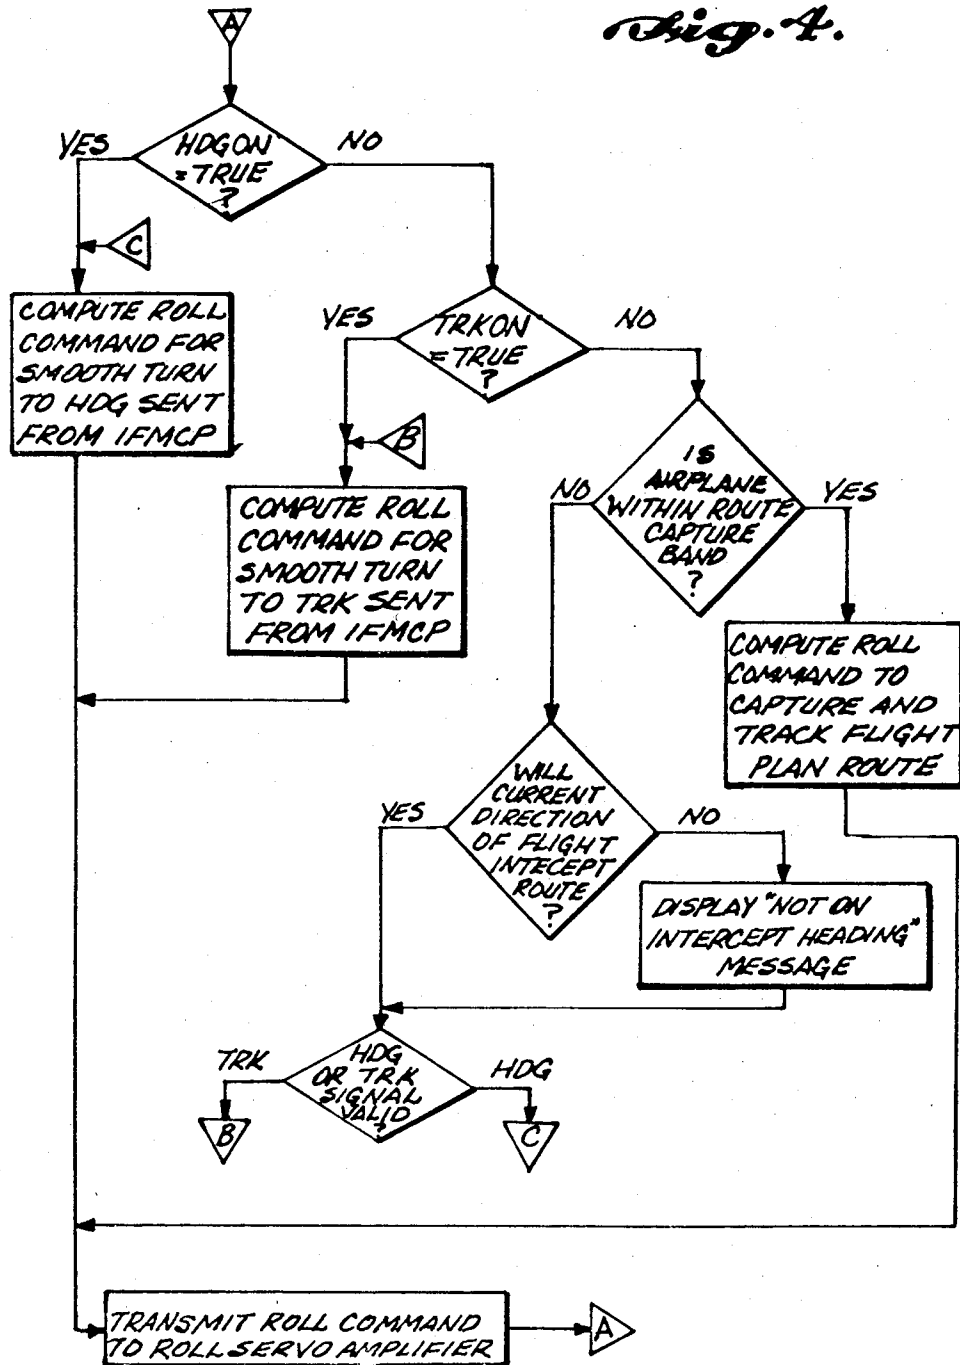 A
Fig. 4.
HDGON
= TRUE
?
YES
NO
C
COMPUTE ROLL
COMMAND FOR
SMOOTH TURN
TO HDG SENT
FROM IFMCP
TRKON
= TRUE
?
YES
NO
B
COMPUTE ROLL
COMMAND FOR
SMOOTH TURN
TO TRK SENT
FROM IFMCP
IS
AIRPLANE
WITHIN ROUTE
CAPTURE
BAND
?
NO
YES
COMPUTE ROLL
COMMAND TO
CAPTURE AND
TRACK FLIGHT
PLAN ROUTE
WILL
CURRENT
DIRECTION
OF FLIGHT
INTECEPT
ROUTE
?
YES
NO
DISPLAY "NOT ON
INTERCEPT HEADING"
MESSAGE
HDG
OR TRK
SIGNAL
VALID
?
TRK
HDG
B
C
TRANSMIT ROLL COMMAND
TO ROLL SERVO AMPLIFIER
A